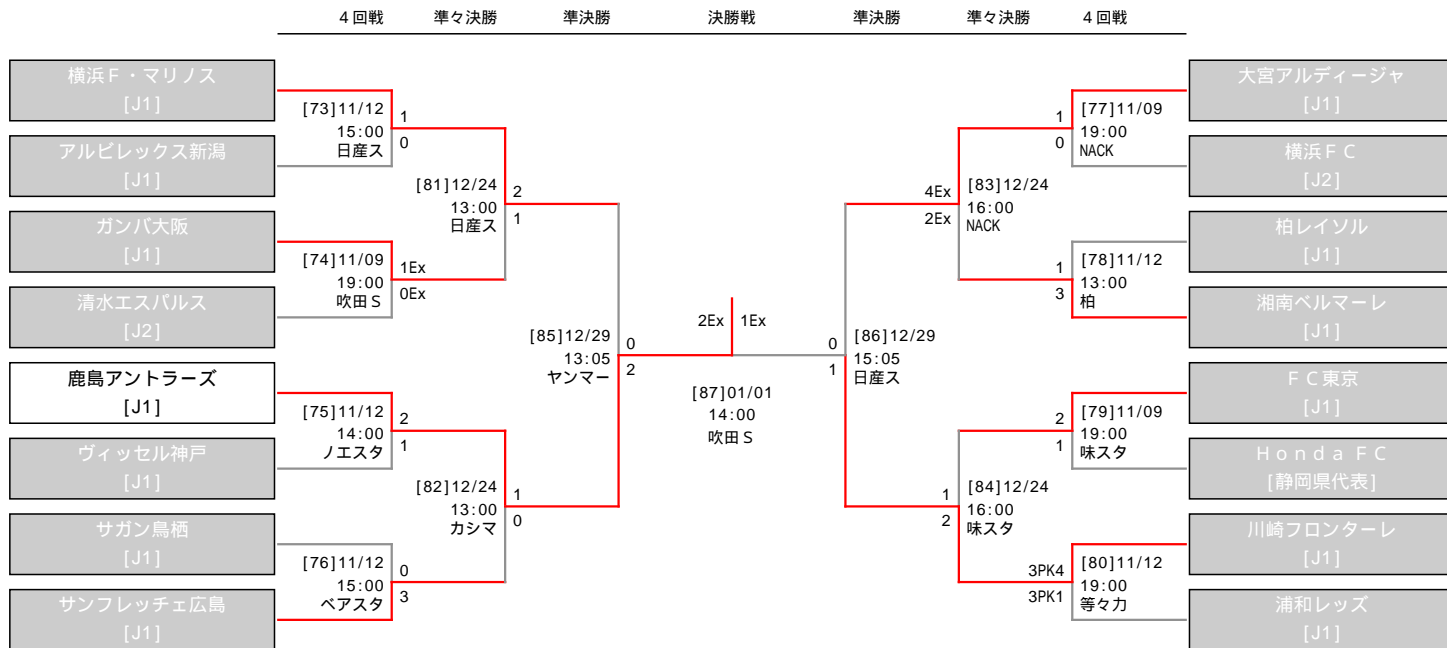 ４回戦 準々決勝 準決勝 決勝戦 準決勝 準々決勝 ４回戦
横浜Ｆ・マリノス
[J1]
アルビレックス新潟
[J1]
ガンバ大阪
[J1]
清水エスパルス
[J2]
鹿島アントラーズ
[J1]
ヴィッセル神戸
[J1]
サガン鳥栖
[J1]
サンフレッチェ広島
[J1]
[73]11/12
15:00
日産ス
1
0
[74]11/09
19:00
吹田Ｓ
1Ex
0Ex
[75]11/12
14:00
ノエスタ
2
1
[76]11/12
15:00
ベアスタ
0
3
[81]12/24
13:00
日産ス
2
1
[82]12/24
13:00
カシマ
1
0
[85]12/29
13:05
ヤンマー
0
2
2Ex 1Ex
[87]01/01
14:00
吹田Ｓ
0
1
[86]12/29
15:05
日産ス
4Ex
2Ex
[83]12/24
16:00
NACK
1
2
[84]12/24
16:00
味スタ
1
0
[77]11/09
19:00
NACK
1
3
[78]11/12
13:00
柏
2
1
[79]11/09
19:00
味スタ
3PK4
3PK1
[80]11/12
19:00
等々力
大宮アルディージャ
[J1]
横浜ＦＣ
[J2]
柏レイソル
[J1]
湘南ベルマーレ
[J1]
ＦＣ東京
[J1]
Ｈｏｎｄａ ＦＣ
[静岡県代表]
川崎フロンターレ
[J1]
浦和レッズ
[J1]